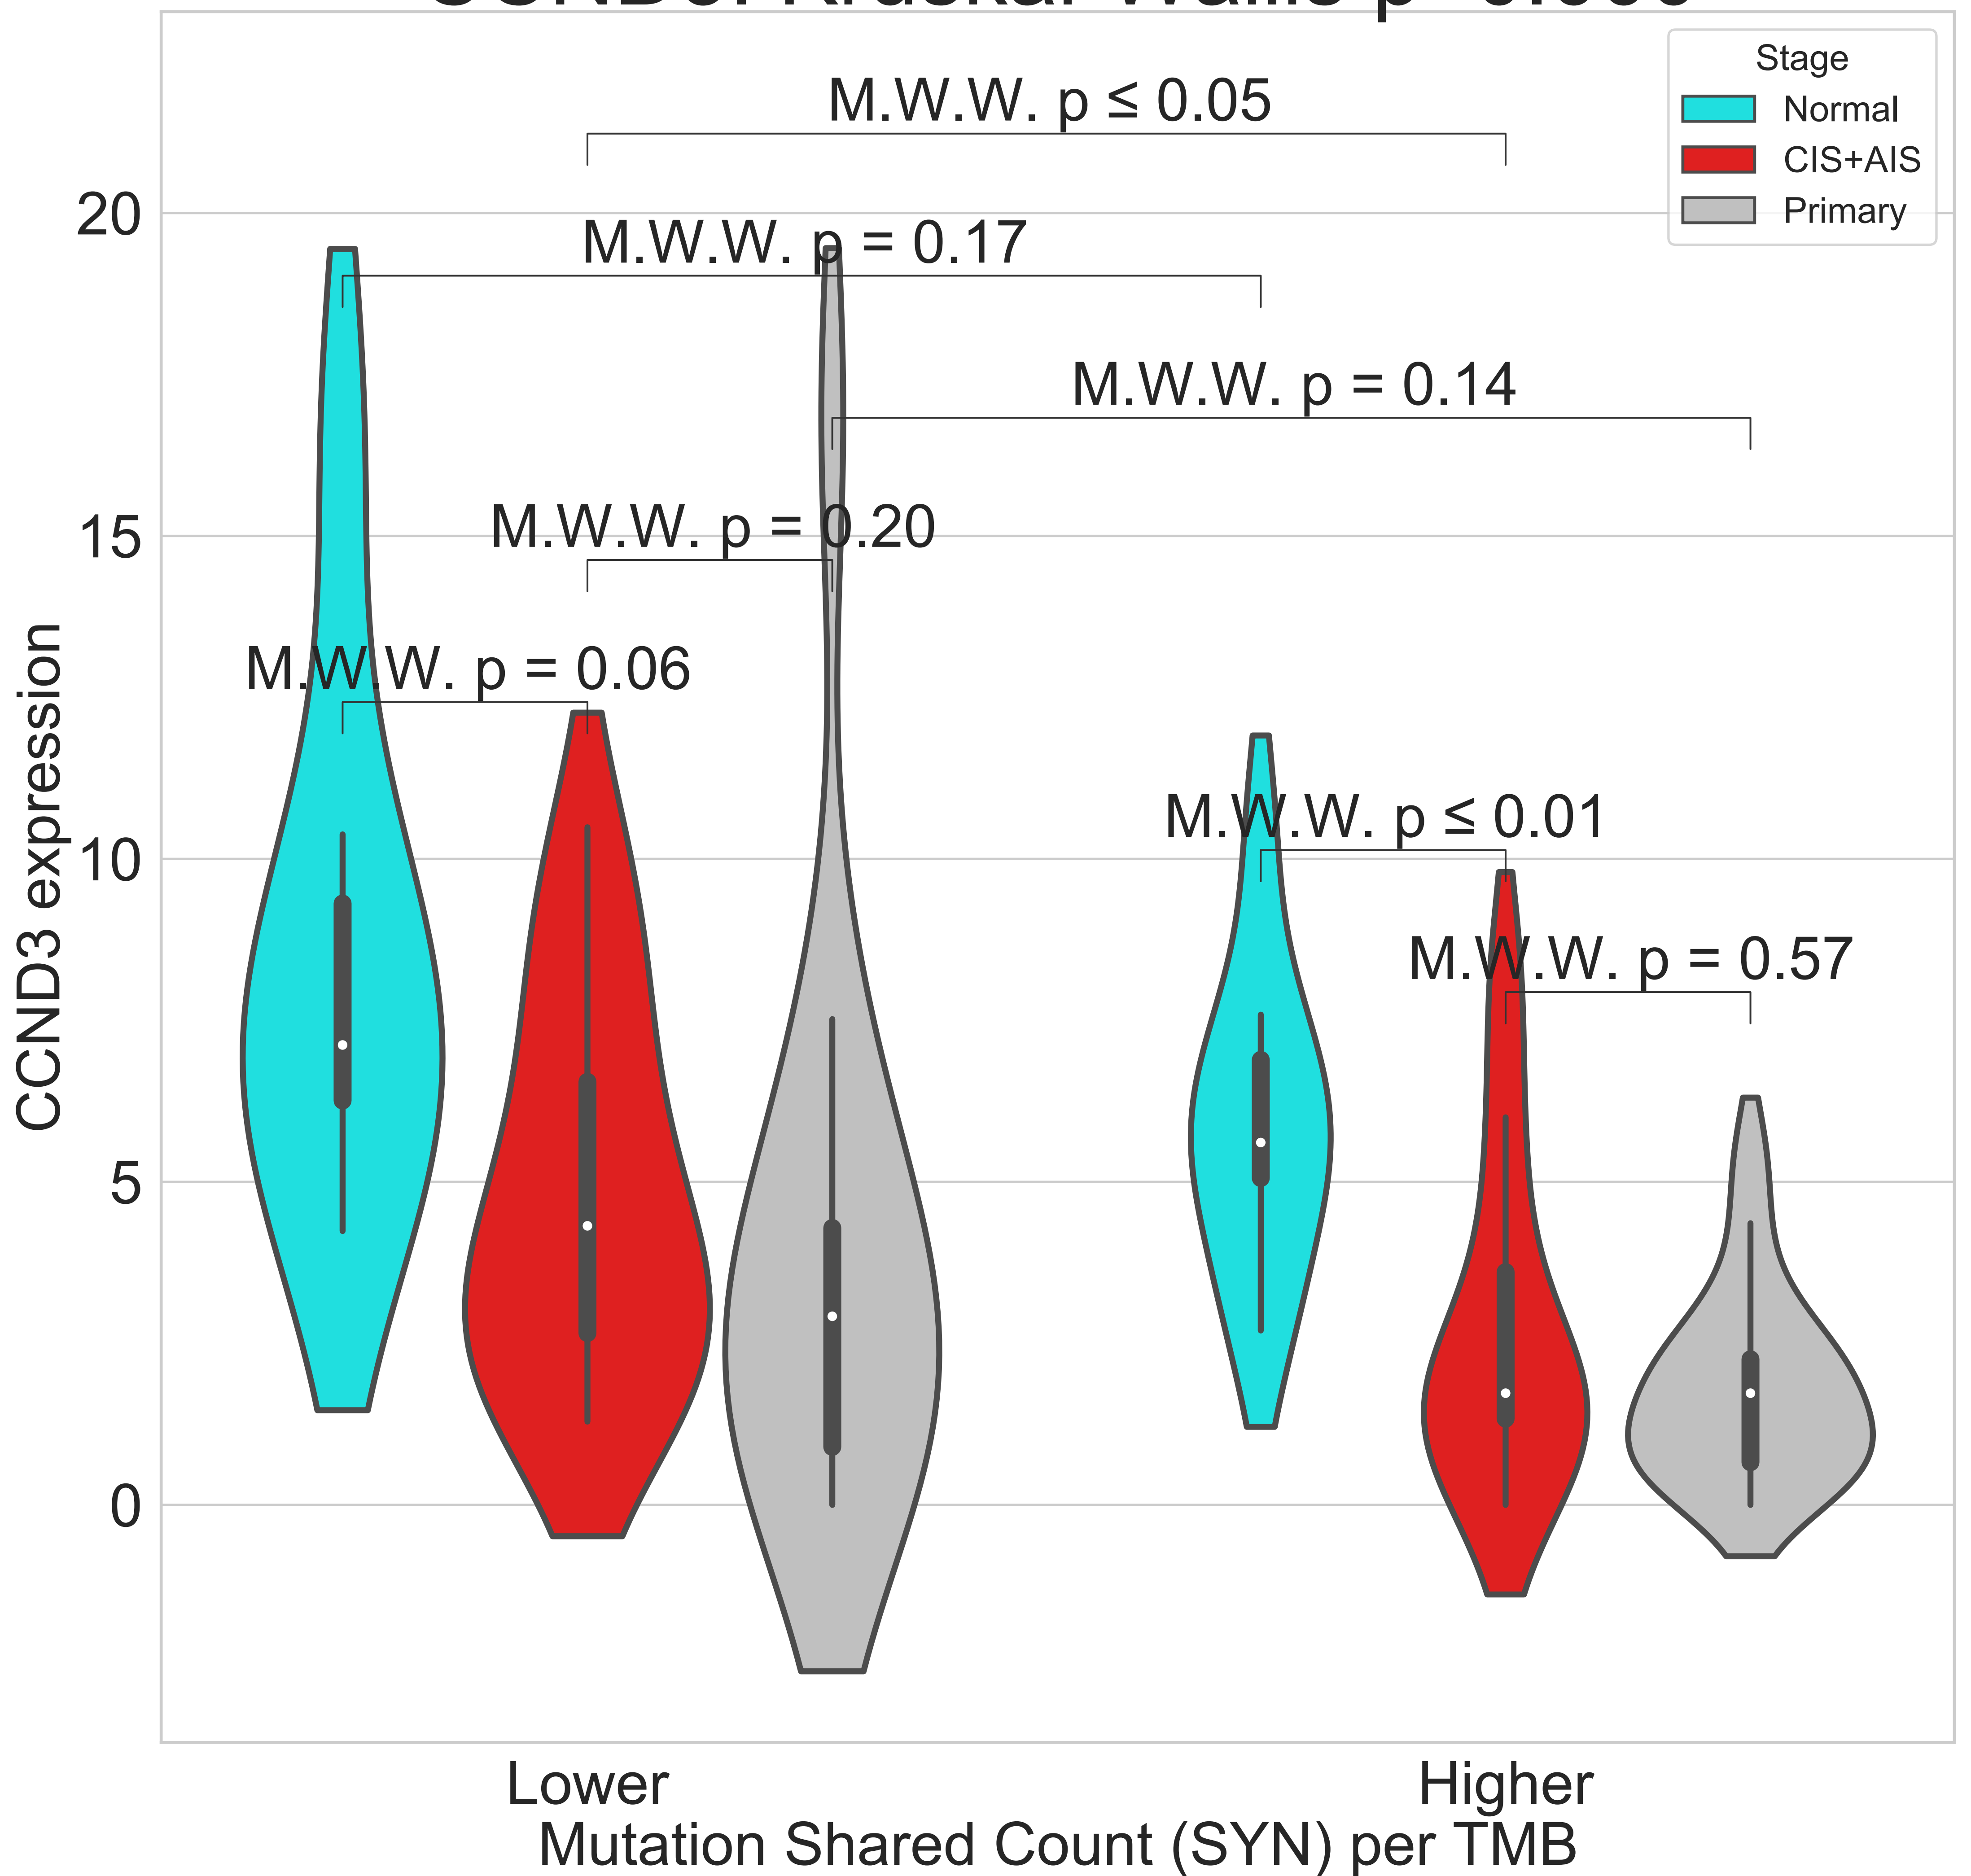 M.W.W. p ≤ 0.05
M.W.W. p = 0.17
M.W.W. p = 0.14
M.W.W. p = 0.20
M.W.W. p = 0.06
M.W.W. p ≤ 0.01
M.W.W. p = 0.57
Stage
Normal
CIS+AIS
Primary
CCND3 expression
20
15
10
5
0
Lower
Higher
Mutation Shared Count (SYN) per TMB